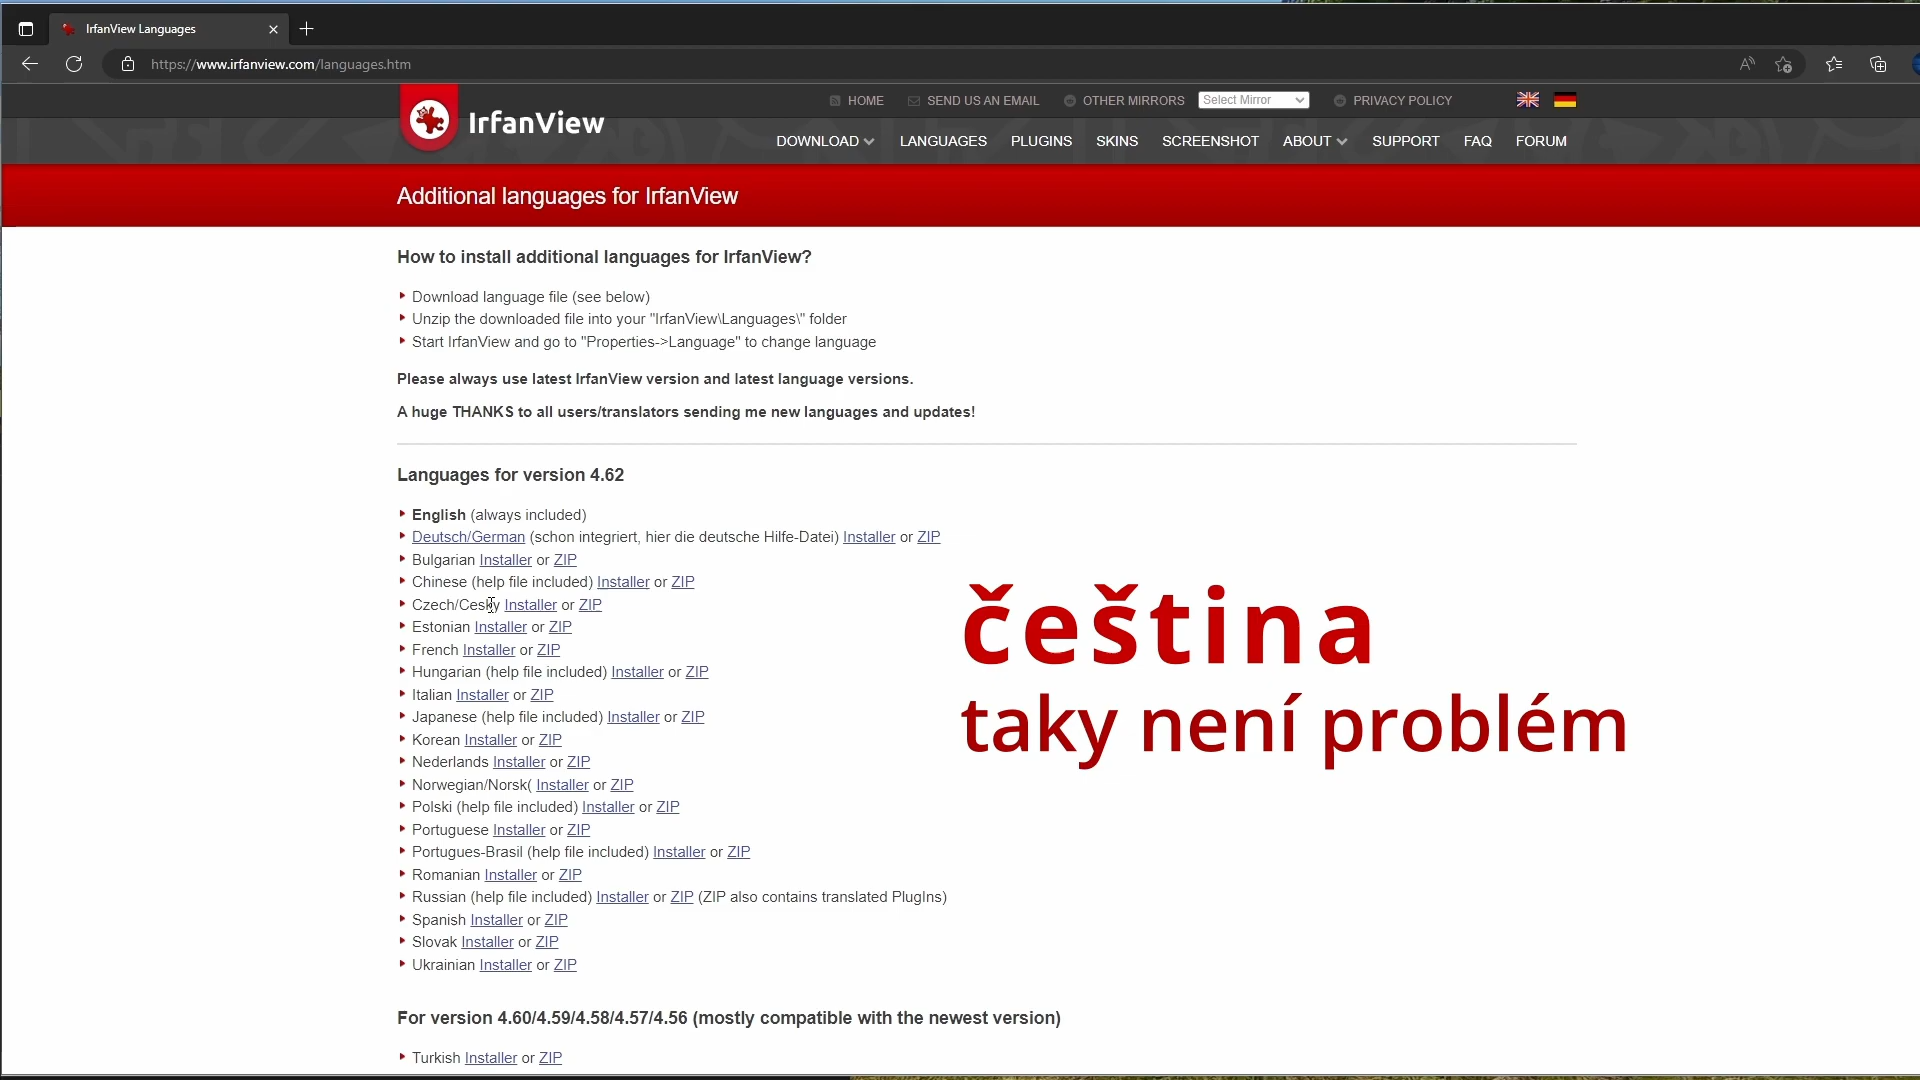 IrfanView Languages
https://www.irfanview.com/languages.htm
HOME SEND US AN EMAIL OTHER MIRRORS Select Mirror PRIVACY POLICY
IrfanView
DOWNLOAD LANGUAGES PLUGINS SKINS SCREENSHOT ABOUT SUPPORT FAQ FORUM
Additional languages for IrfanView
How to install additional languages for IrfanView?
Download language file (see below)
Unzip the downloaded file into your "IrfanView\Languages\" folder
Start IrfanView and go to "Properties->Language" to change language
Please always use latest IrfanView version and latest language versions.
A huge THANKS to all users/translators sending me new languages and updates!
Languages for version 4.62
English (always included)
Deutsch/German (schon integriert, hier die deutsche Hilfe-Datei) Installer or ZIP
Bulgarian Installer or ZIP
Chinese (help file included) Installer or ZIP
Czech/Cesky Installer or ZIP
Estonian Installer or ZIP
French Installer or ZIP
Hungarian (help file included) Installer or ZIP
Italian Installer or ZIP
Japanese (help file included) Installer or ZIP
Korean Installer or ZIP
Nederlands Installer or ZIP
Norwegian/Norsk( Installer or ZIP
Polski (help file included) Installer or ZIP
Portuguese Installer or ZIP
Portugues-Brasil (help file included) Installer or ZIP
Romanian Installer or ZIP
Russian (help file included) Installer or ZIP (ZIP also contains translated PlugIns)
Spanish Installer or ZIP
Slovak Installer or ZIP
Ukrainian Installer or ZIP
For version 4.60/4.59/4.58/4.57/4.56 (mostly compatible with the newest version)
Turkish Installer or ZIP
čeština
taky není problém